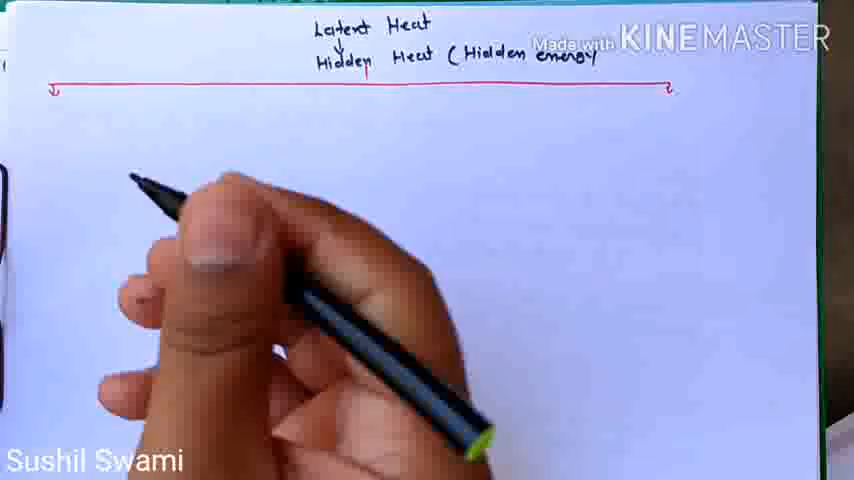 Latent Heat
Made with KINEMASTER
Hidden Heat (Hidden energy
Sushil Swami